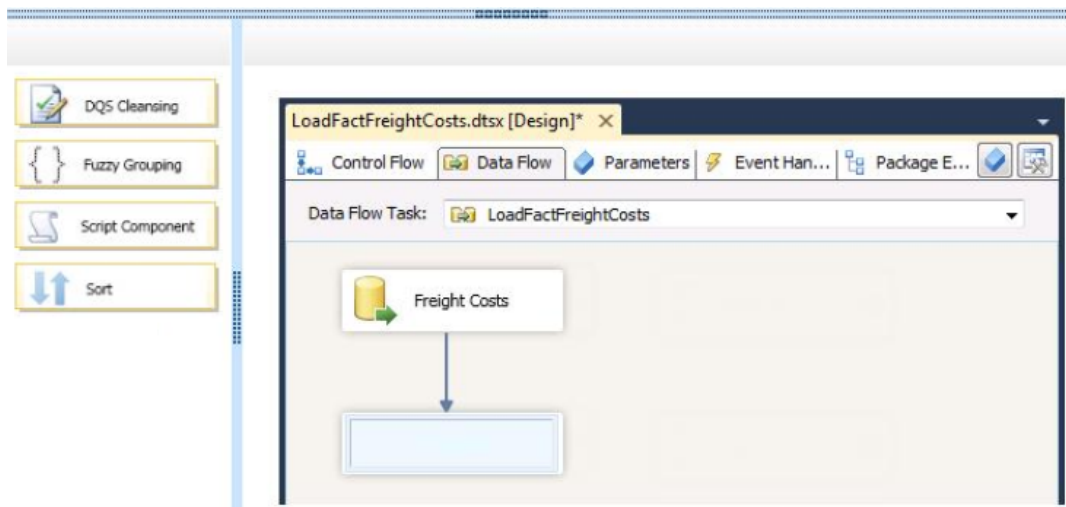 DQS Cleansing
Fuzzy Grouping
Script Component
Sort
LoadFactFreightCosts.dtsx [Design]*
Control Flow Data Flow Parameters Event Han... Package E...
Data Flow Task: LoadFactFreightCosts
Freight Costs